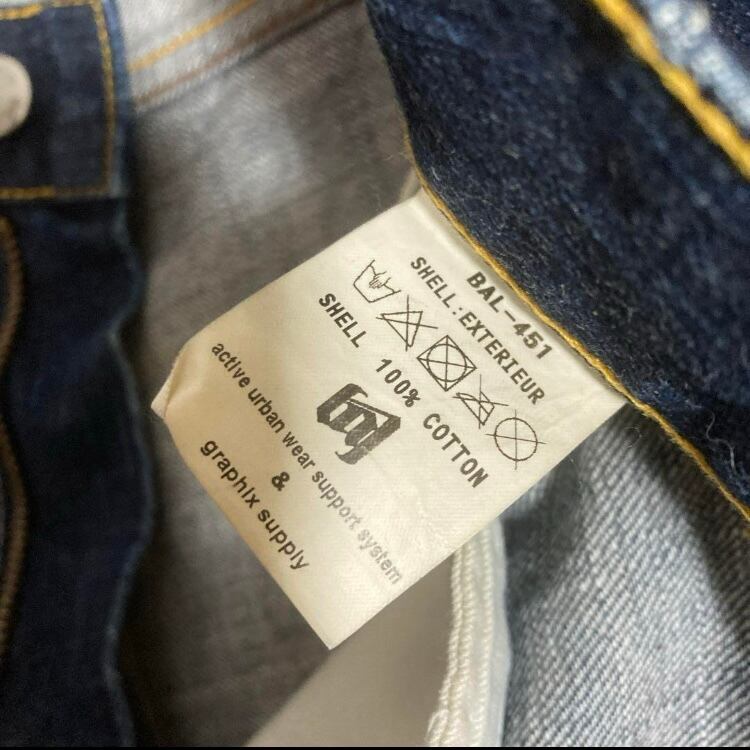 BAL-451
SHELL:EXTERIEUR
SHELL 100% COTTON
active urban wear support system
&
graphix supply